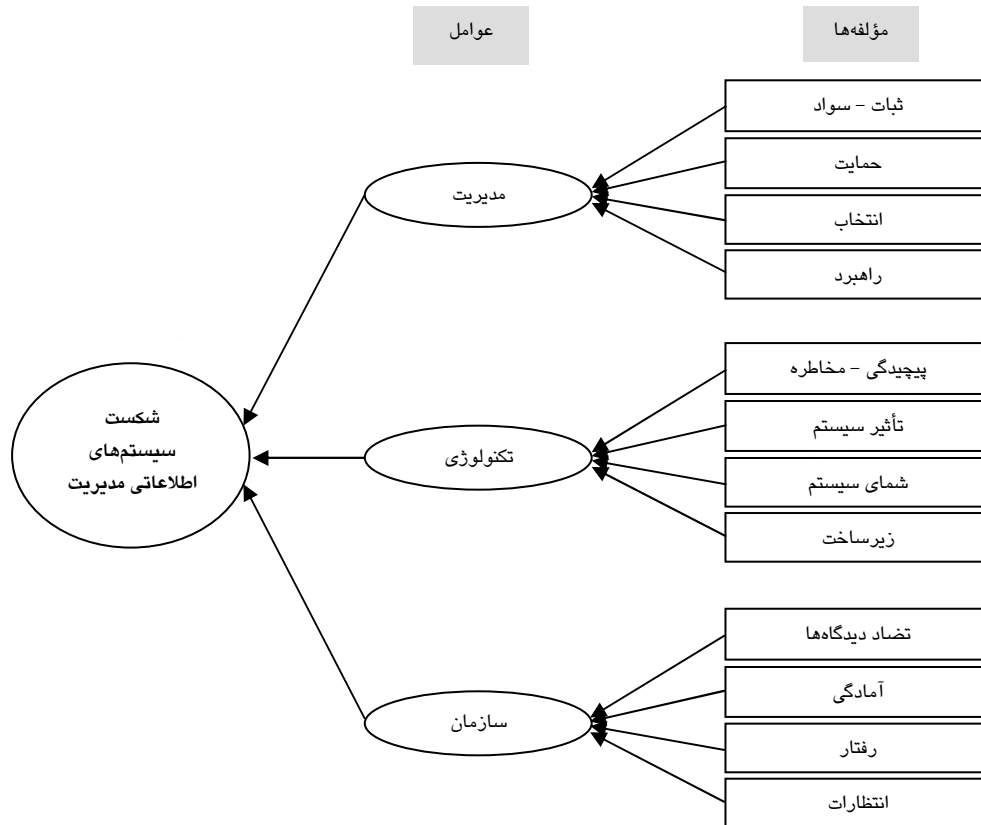 مؤلفه‌ها
عوامل
ثبات – سواد
حمایت
انتخاب
راهبرد
مدیریت
پیچیدگی – مخاطره
تأثیر سیستم
شمای سیستم
زیرساخت
تکنولوژی
شکست
سیستم‌های
اطلاعاتی مدیریت
تضاد دیدگاه‌ها
آمادگی
رفتار
انتظارات
سازمان